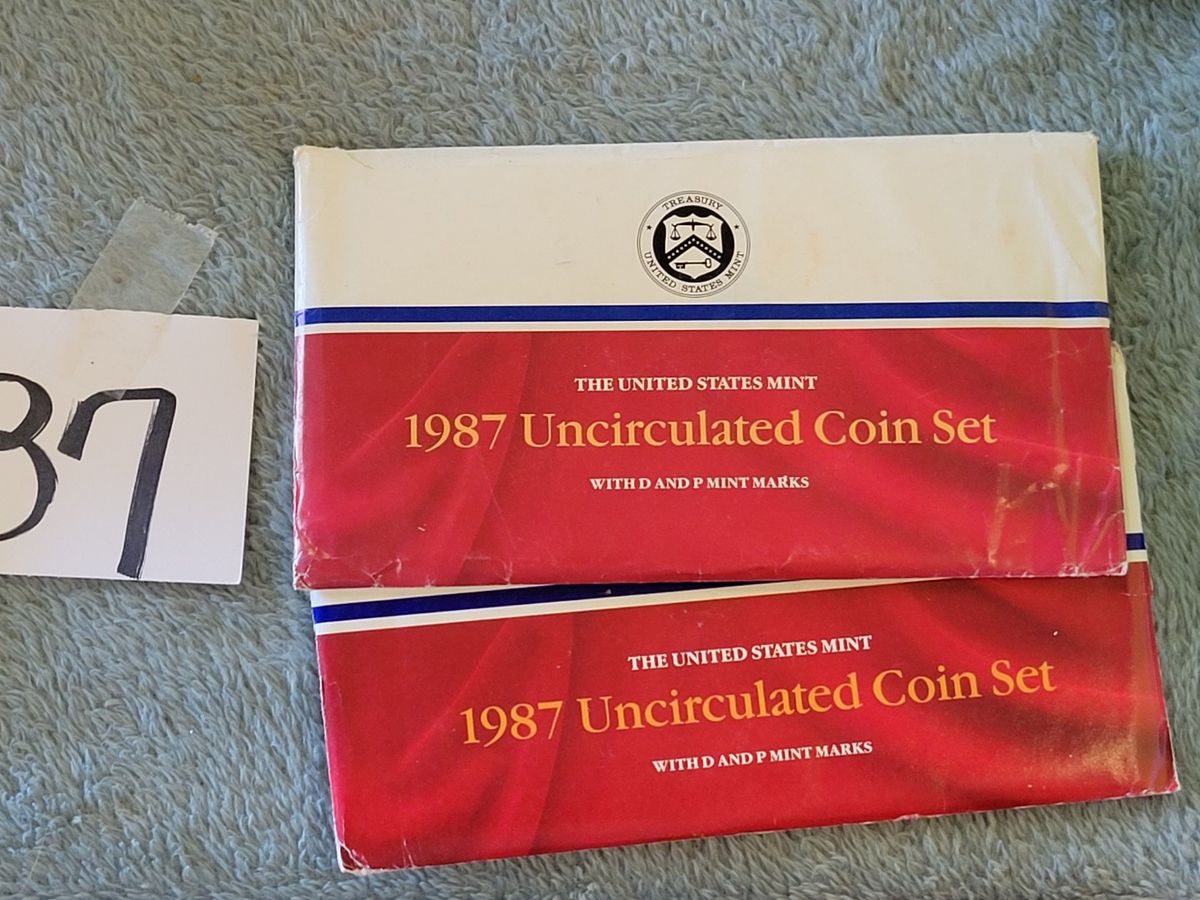 TREASURY
UNITED STATES MINT
THE UNITED STATES MINT
1987 Uncirculated Coin Set
WITH D AND P MINT MARKS
87
THE UNITED STATES MINT
1987 Uncirculated Coin Set
WITH D AND P MINT MARKS